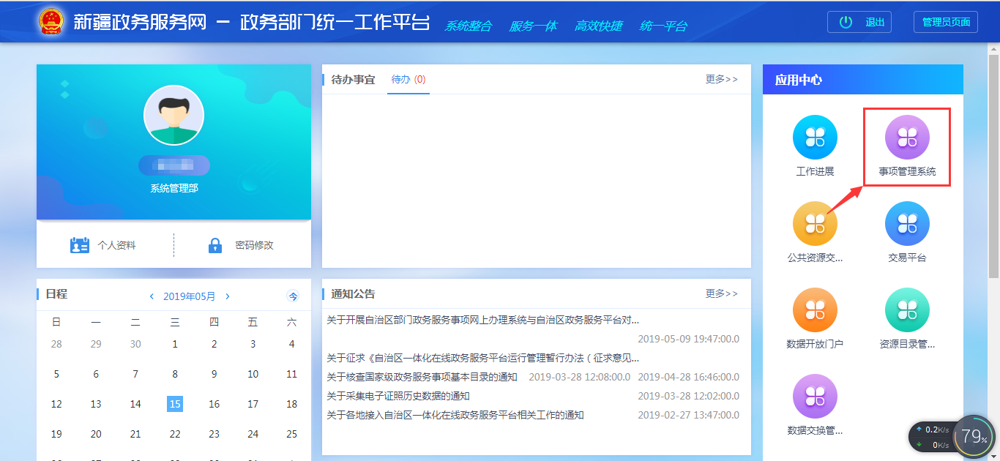 新疆政务服务网 — 政务部门统一工作平台 系统整合 服务一体 高效快捷 统一平台 退出 管理员页面
系统管理部
个人资料 密码修改
日程 < 2019年05月 > 今
日 一 二 三 四 五 六
28 29 30 1 2 3 4
5 6 7 8 9 10 11
12 13 14 15 16 17 18
19 20 21 22 23 24 25
待办事宜 待办 (0) 更多>>
通知公告 更多>>
关于开展自治区部门政务服务事项网上办理系统与自治区政务服务平台对...
2019-05-09 19:47:00.0
关于征求《自治区一体化在线政务服务平台运行管理暂行办法（征求意见...
关于核查国家级政务服务事项基本目录的通知 2019-03-28 12:08:00.0 2019-04-28 16:46:00.0
关于采集电子证照历史数据的通知 2019-03-28 12:02:00.0
关于各地接入自治区一体化在线政务服务平台相关工作的通知 2019-02-27 13:47:00.0
应用中心
工作进展 事项管理系统
公共资源交... 交易平台
数据开放门户 资源目录管...
数据交换管...
0.2K/s
0K/s
79%